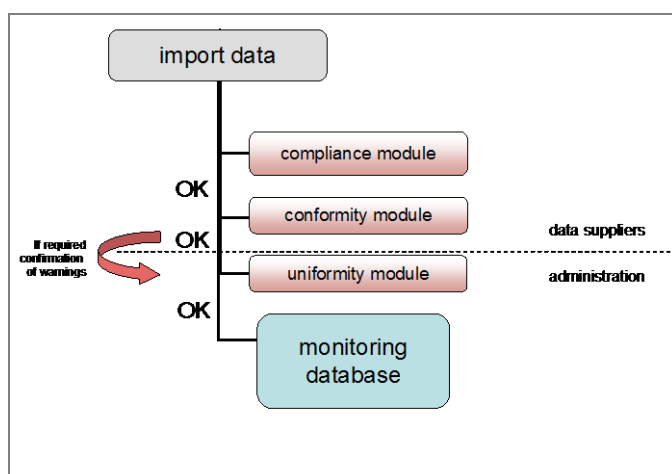 import data
compliance module
OK
conformity module
If required
confirmation
of warnings
OK
data suppliers
uniformity module
administration
OK
monitoring
database